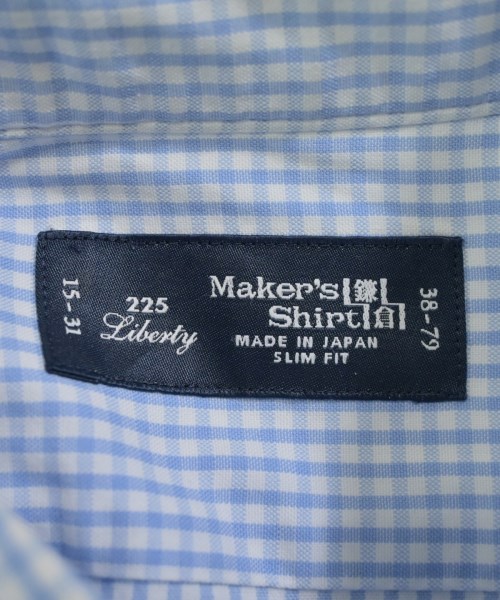 15-31
225
Liberty
Maker's 鎌
Shirt 倉
MADE IN JAPAN
SLIM FIT
38-79